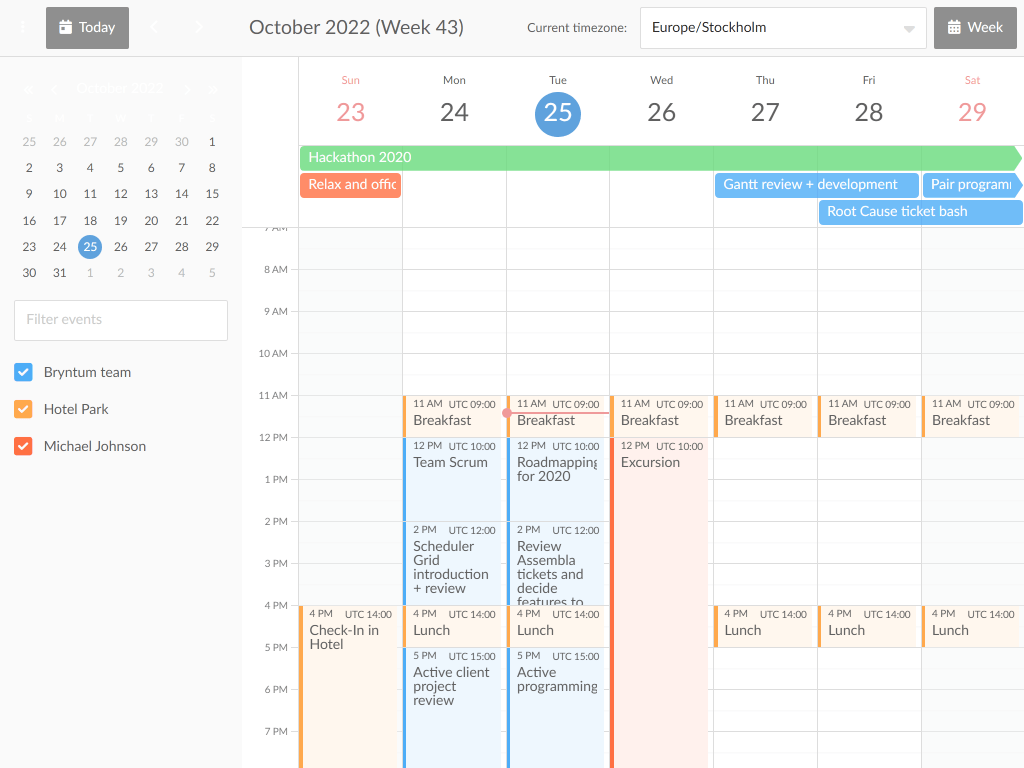 Today
October 2022 (Week 43)
Current timezone:
Europe/Stockholm
Week
October 2022
25 26 27 28 29 30 1
2 3 4 5 6 7 8
9 10 11 12 13 14 15
16 17 18 19 20 21 22
23 24 25 26 27 28 29
30 31 1 2 3 4 5
Filter events
Bryntum team
Hotel Park
Michael Johnson
Sun Mon Tue Wed Thu Fri Sat
23 24 25 26 27 28 29
Hackathon 2020
Relax and offic
Gantt review + development
Pair programm
Root Cause ticket bash
7 AM
8 AM
9 AM
10 AM
11 AM
12 PM
1 PM
2 PM
3 PM
4 PM
5 PM
6 PM
7 PM
4 PM UTC 14:00
Check-In in
Hotel
11 AM UTC 09:00
Breakfast
12 PM UTC 10:00
Team Scrum
2 PM UTC 12:00
Scheduler
Grid
introduction
+ review
4 PM UTC 14:00
Lunch
5 PM UTC 15:00
Active client
project
review
11 AM UTC 09:00
Breakfast
12 PM UTC 10:00
Roadmapping
for 2020
2 PM UTC 12:00
Review
Assembla
tickets and
decide
features to
4 PM UTC 14:00
Lunch
5 PM UTC 15:00
Active
programming
11 AM UTC 09:00
Breakfast
12 PM UTC 10:00
Excursion
11 AM UTC 09:00
Breakfast
4 PM UTC 14:00
Lunch
11 AM UTC 09:00
Breakfast
4 PM UTC 14:00
Lunch
11 AM UTC 09:00
Breakfast
4 PM UTC 14:00
Lunch